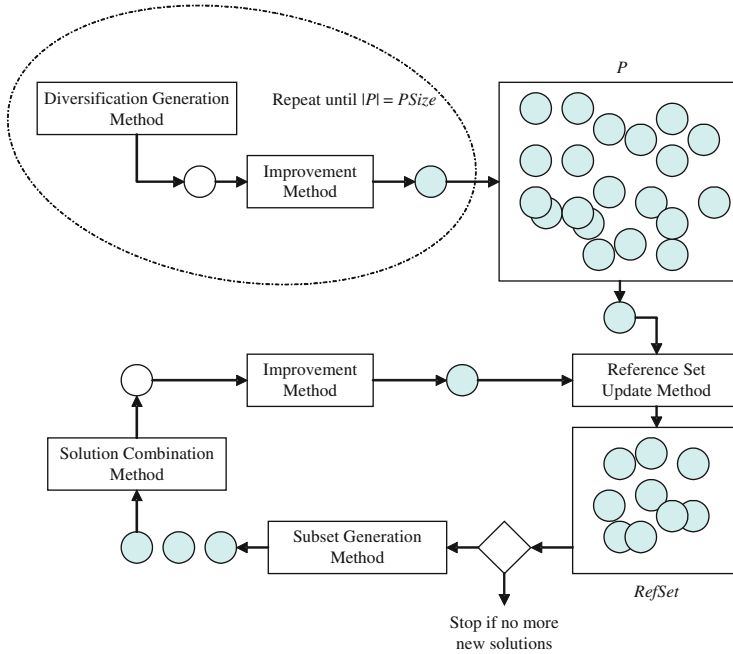 P
Diversification Generation
Method
Repeat until |P| = PSize
Improvement
Method
Improvement
Method
Reference Set
Update Method
Solution Combination
Method
Subset Generation
Method
RefSet
Stop if no more
new solutions